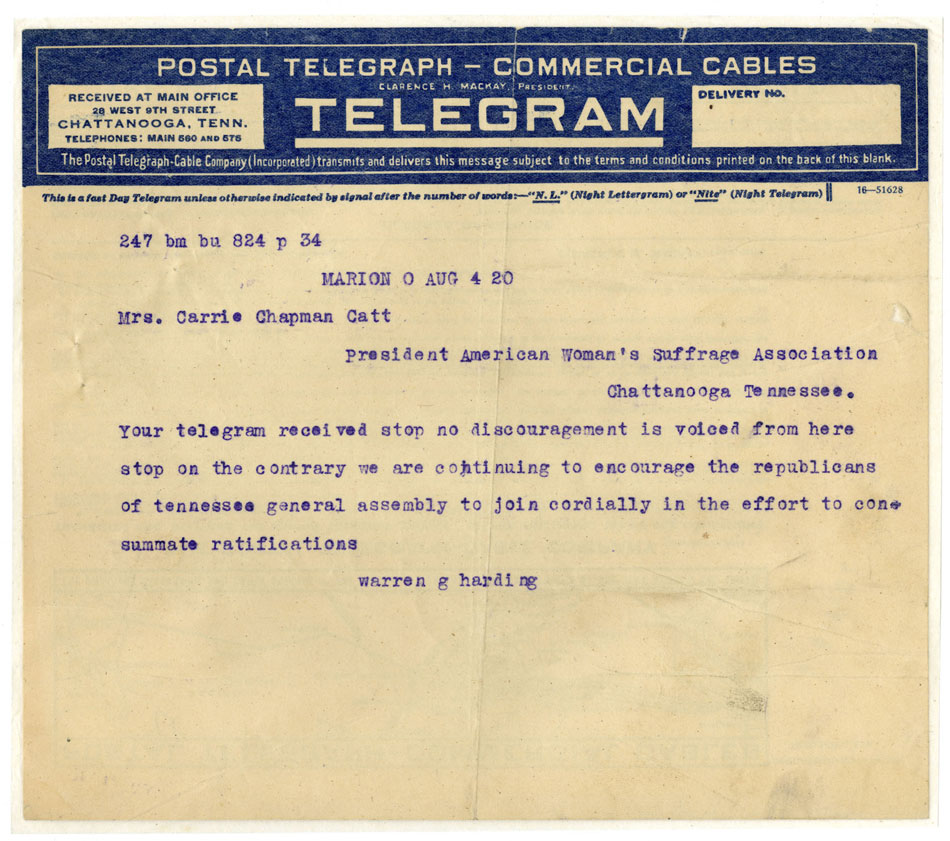 POSTAL TELEGRAPH – COMMERCIAL CABLES
CLARENCE H. MACKAY, PRESIDENT.
RECEIVED AT MAIN OFFICE
28 WEST 9TH STREET
CHATTANOOGA, TENN.
TELEPHONES: MAIN 560 AND 575
TELEGRAM
DELIVERY NO.
The Postal Telegraph-Cable Company (Incorporated) transmits and delivers this message subject to the terms and conditions printed on the back of this blank.
This is a fast Day Telegram unless otherwise indicated by signal after the number of words:—"N. L." (Night Lettergram) or "Nite" (Night Telegram)
16—51628
247 bm bu 824 p 34
MARION O AUG 4 20
Mrs. Carrie Chapman Catt
President American Woman's Suffrage Association
Chattanooga Tennessee.
Your telegram received stop no discouragement is voiced from here
stop on the contrary we are continuing to encourage the republicans
of tennessee general assembly to join cordially in the effort to con-
summate ratifications
warren g harding